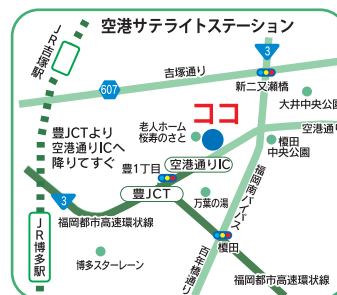 空港サテライトステーション
JR吉塚駅
3
吉塚通り
607
新二又瀬橋
ココ
大井中央公園
豊JCTより
空港通りICへ
降りてすぐ
老人ホーム
桜寿のさと
空港通り
榎田
中央公園
豊1丁目
空港通りIC
豊JCT
3
万葉の湯
福岡南バイパス
福岡都市高速環状線
JR博多駅
榎田
博多スターレーン
百年橋通り
福岡都市高速環状線